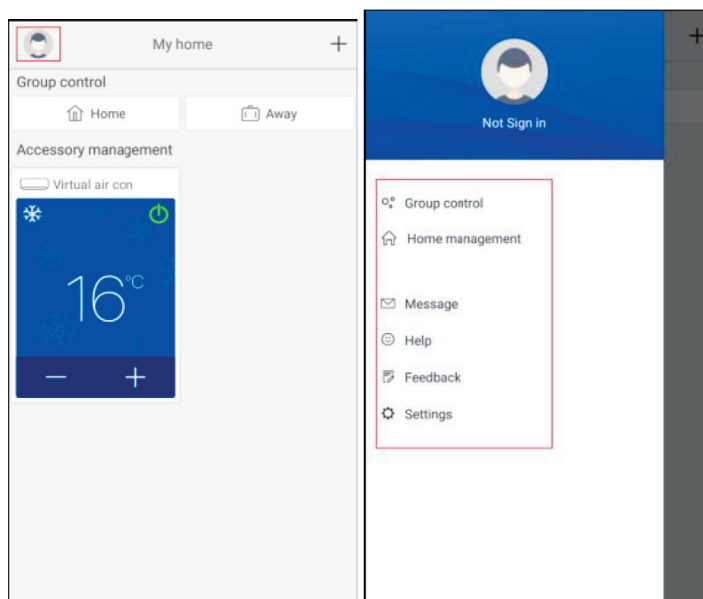 My home
+
Group control
Home
Away
Accessory management
Virtual air con
16°C
− +
Not Sign in
+
Group control
Home management
Message
Help
Feedback
Settings